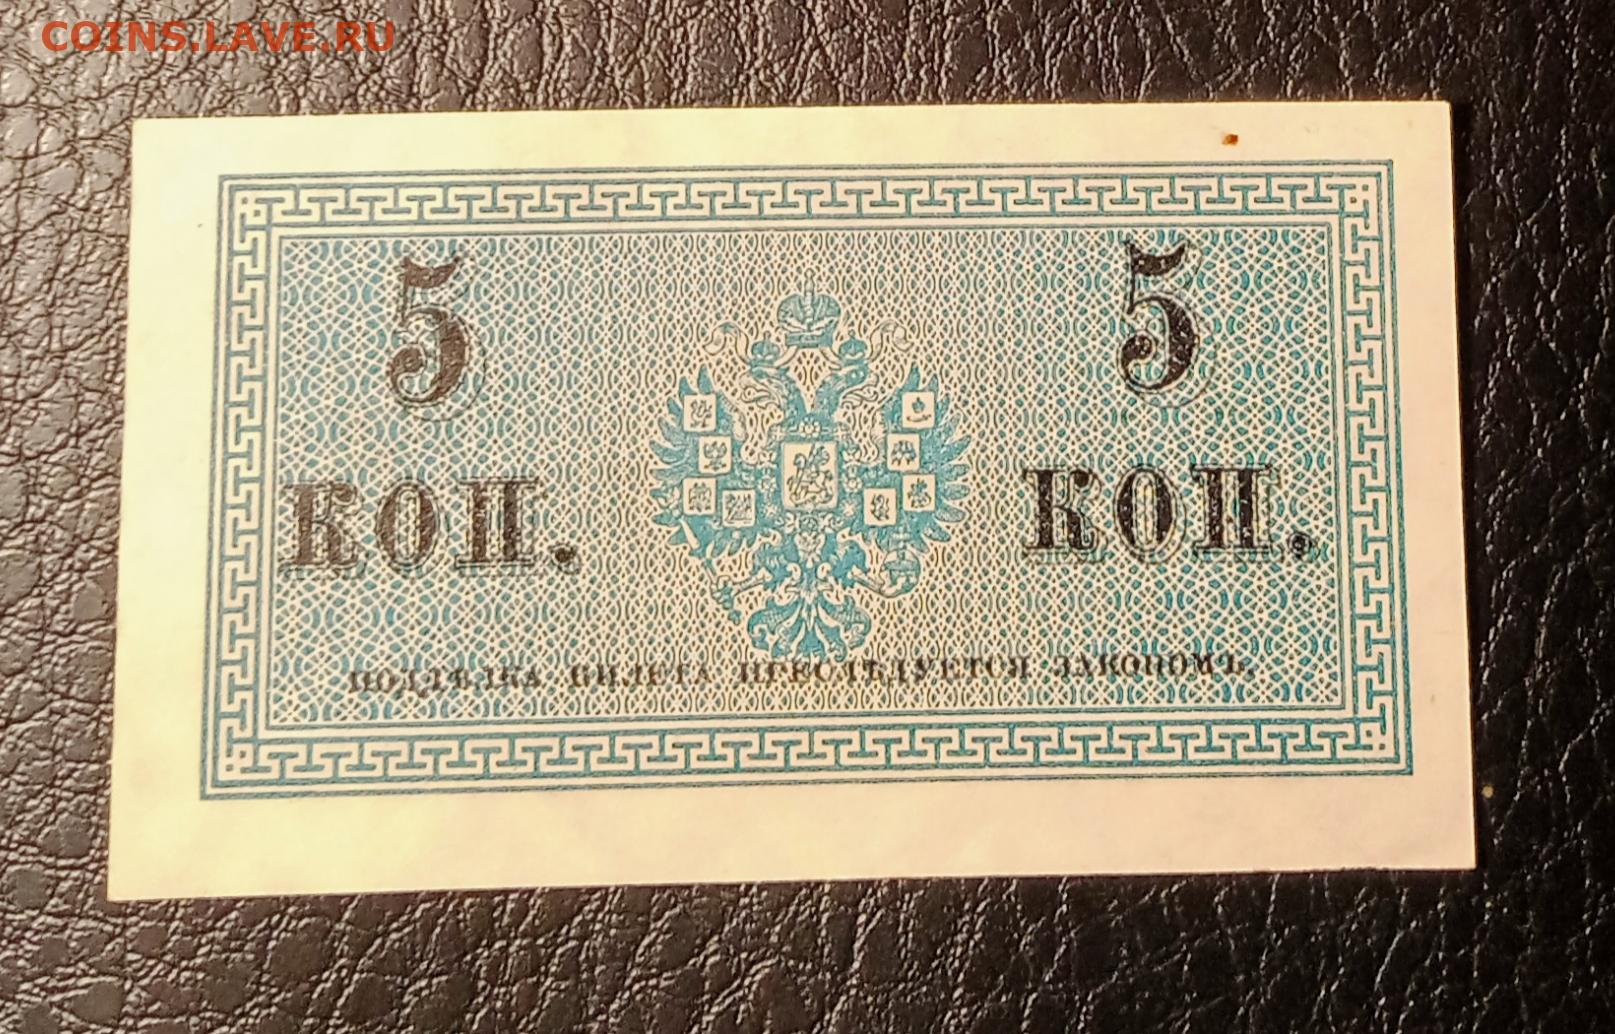 COINS.LAVE.RU
5 5
КОП. КОП.
ПОДДѢЛКА БИЛЕТА ПРЕСЛѢДУЕТСЯ ЗАКОНОМЪ.